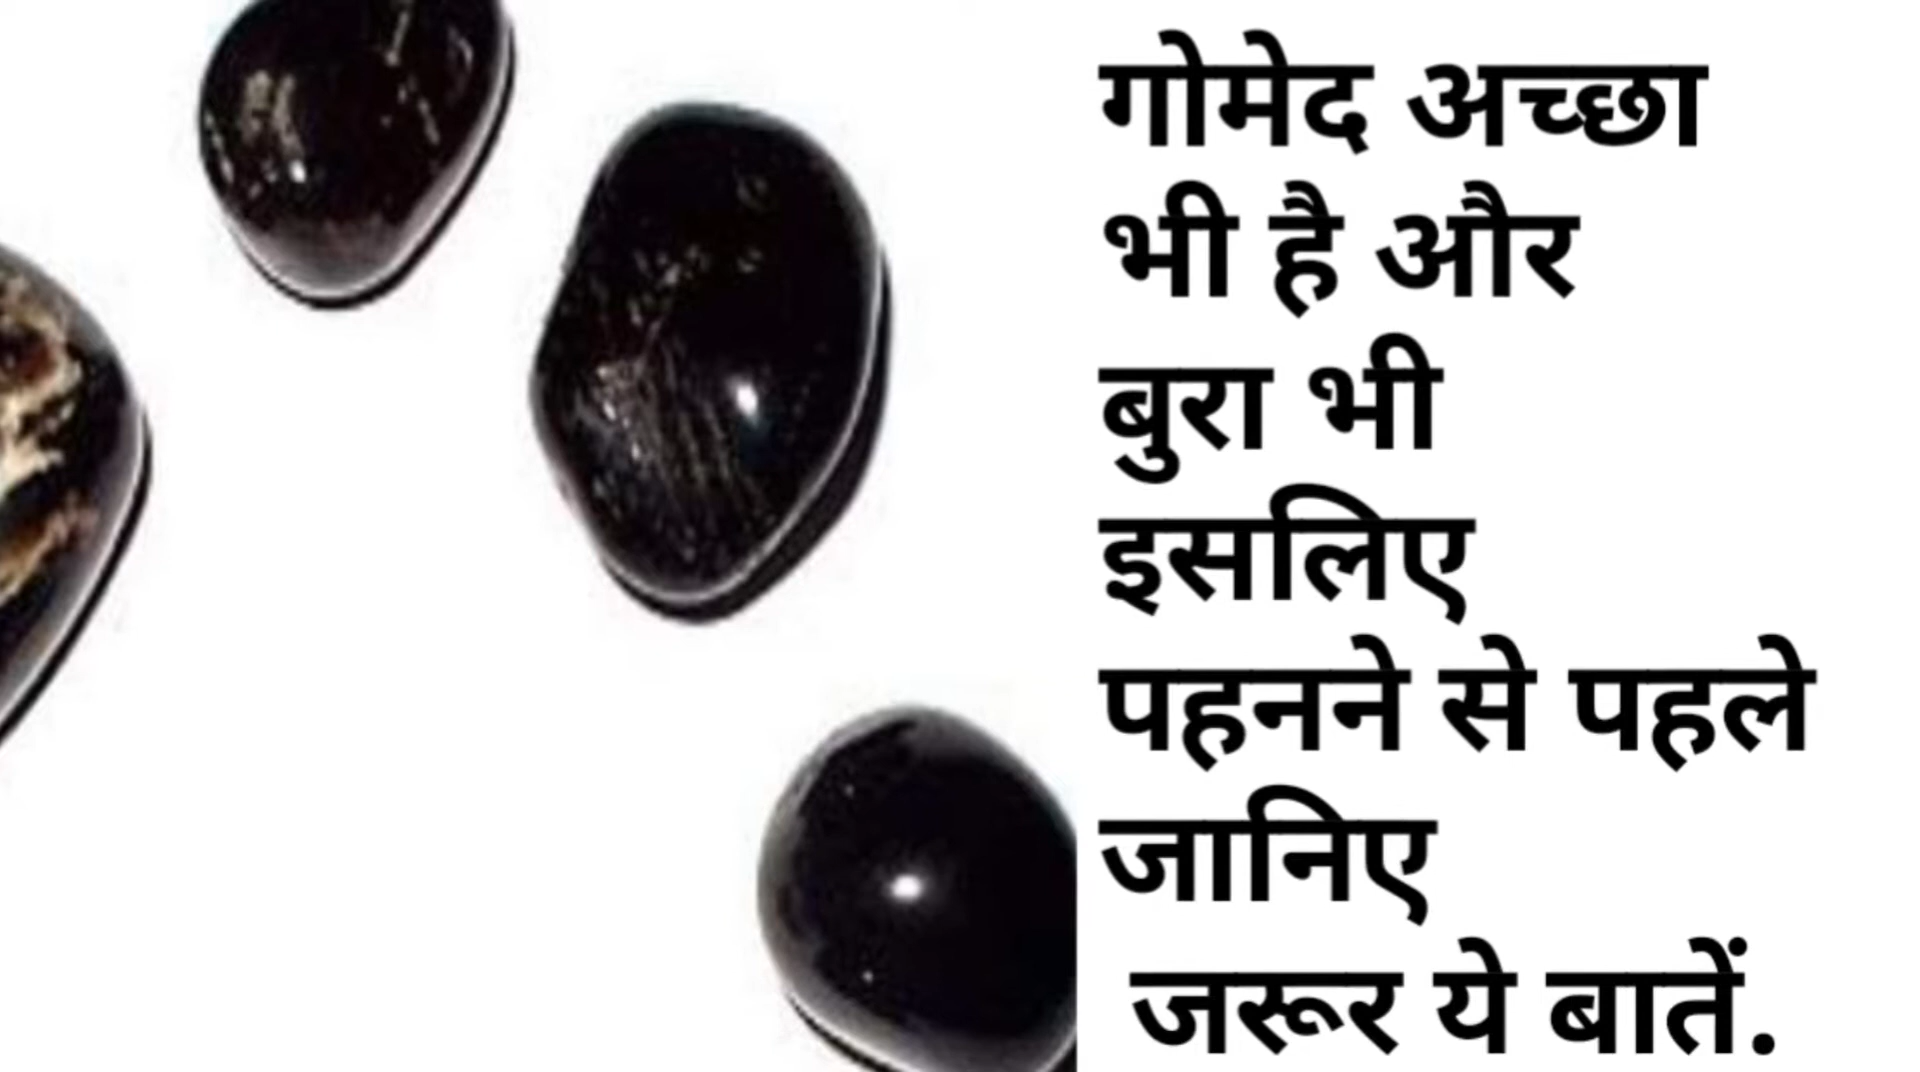 गोमेद अच्छा
भी है और
बुरा भी
इसलिए
पहनने से पहले
जानिए
जरूर ये बातें.